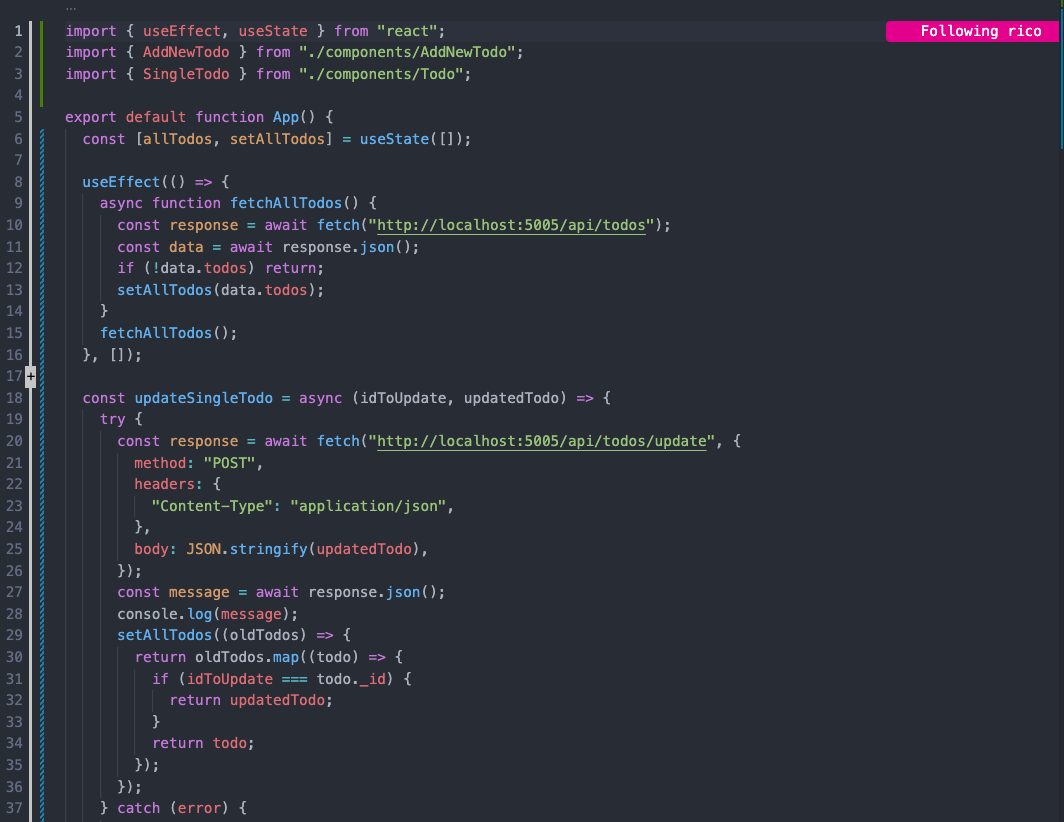 ...
1 import { useEffect, useState } from "react"; Following rico
2 import { AddNewTodo } from "./components/AddNewTodo";
3 import { SingleTodo } from "./components/Todo";
4
5 export default function App() {
6   const [allTodos, setAllTodos] = useState([]);
7
8   useEffect(() => {
9     async function fetchAllTodos() {
10       const response = await fetch("http://localhost:5005/api/todos");
11       const data = await response.json();
12       if (!data.todos) return;
13       setAllTodos(data.todos);
14     }
15     fetchAllTodos();
16   }, []);
17 +
18   const updateSingleTodo = async (idToUpdate, updatedTodo) => {
19     try {
20       const response = await fetch("http://localhost:5005/api/todos/update", {
21         method: "POST",
22         headers: {
23           "Content-Type": "application/json",
24         },
25         body: JSON.stringify(updatedTodo),
26       });
27       const message = await response.json();
28       console.log(message);
29       setAllTodos((oldTodos) => {
30         return oldTodos.map((todo) => {
31           if (idToUpdate === todo._id) {
32             return updatedTodo;
33           }
34           return todo;
35         });
36       });
37     } catch (error) {